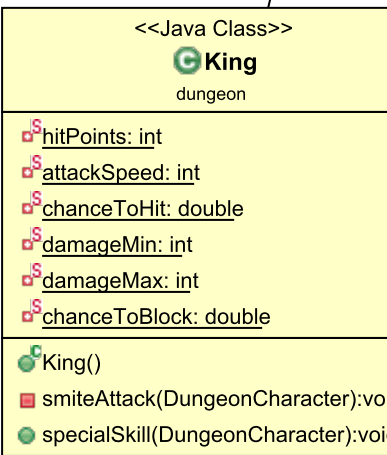 <<Java Class>>
C King
dungeon
S hitPoints: int
S attackSpeed: int
S chanceToHit: double
S damageMin: int
S damageMax: int
S chanceToBlock: double
C King()
smiteAttack(DungeonCharacter):vo
specialSkill(DungeonCharacter):voi